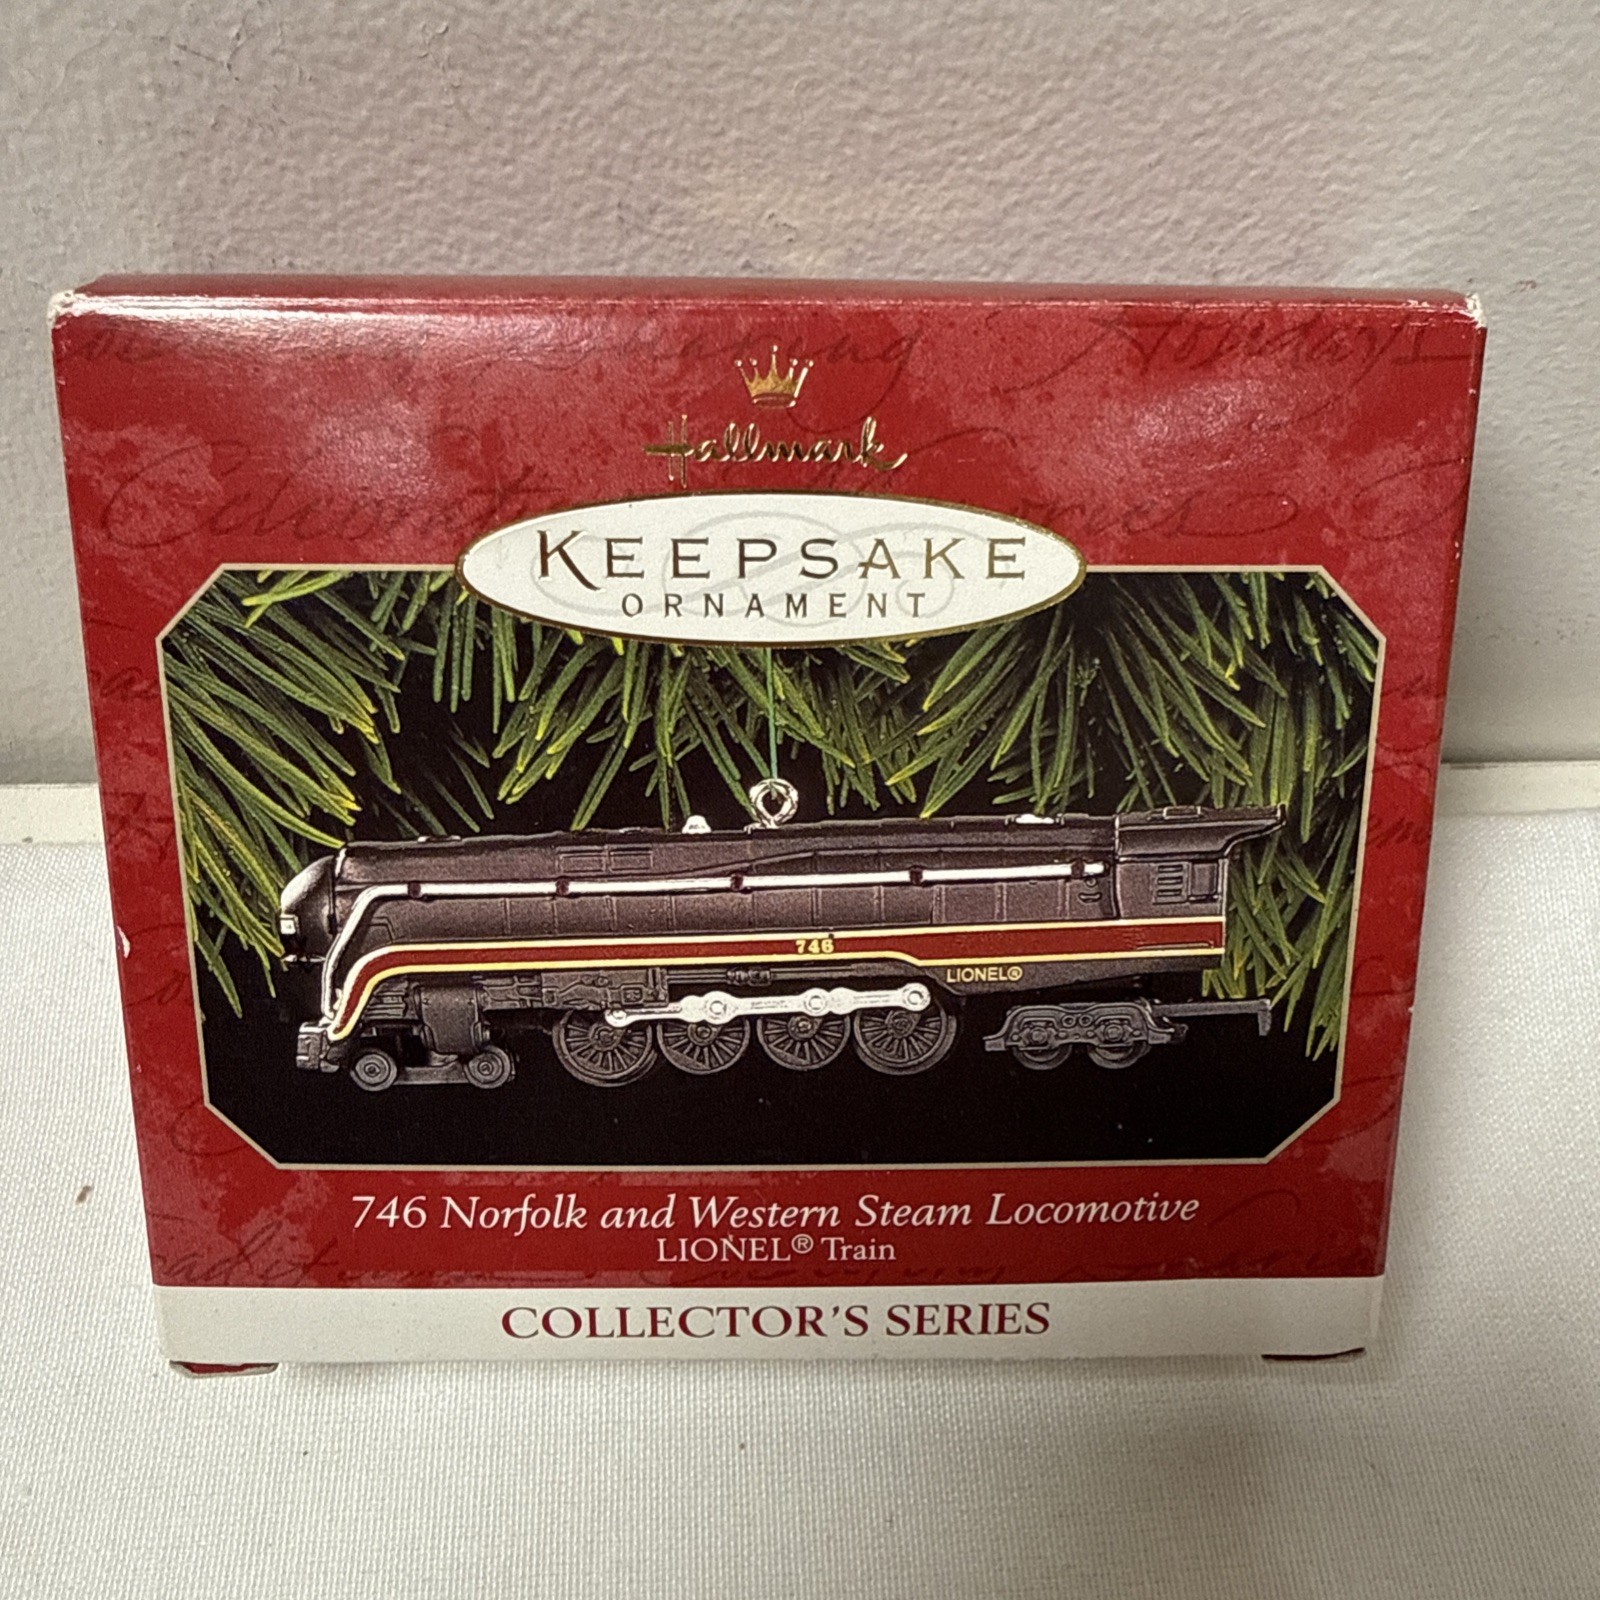 Hallmark
KEEPSAKE
ORNAMENT
746
LIONEL®
746 Norfolk and Western Steam Locomotive
LIONEL® Train
COLLECTOR'S SERIES